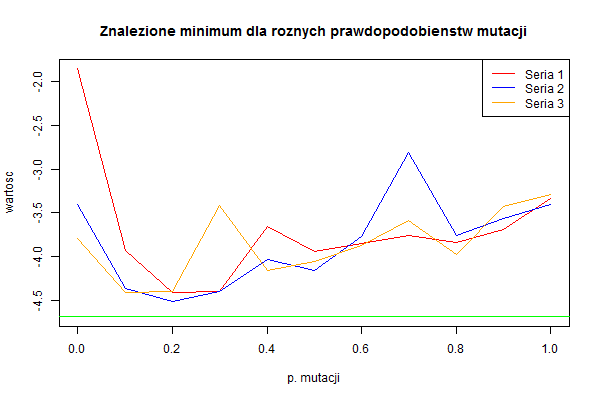 Znalezione minimum dla roznych prawdopodobienstw mutacji
Seria 1
Seria 2
Seria 3
wartosc
-2.0
-2.5
-3.0
-3.5
-4.0
-4.5
0.0 0.2 0.4 0.6 0.8 1.0
p. mutacji